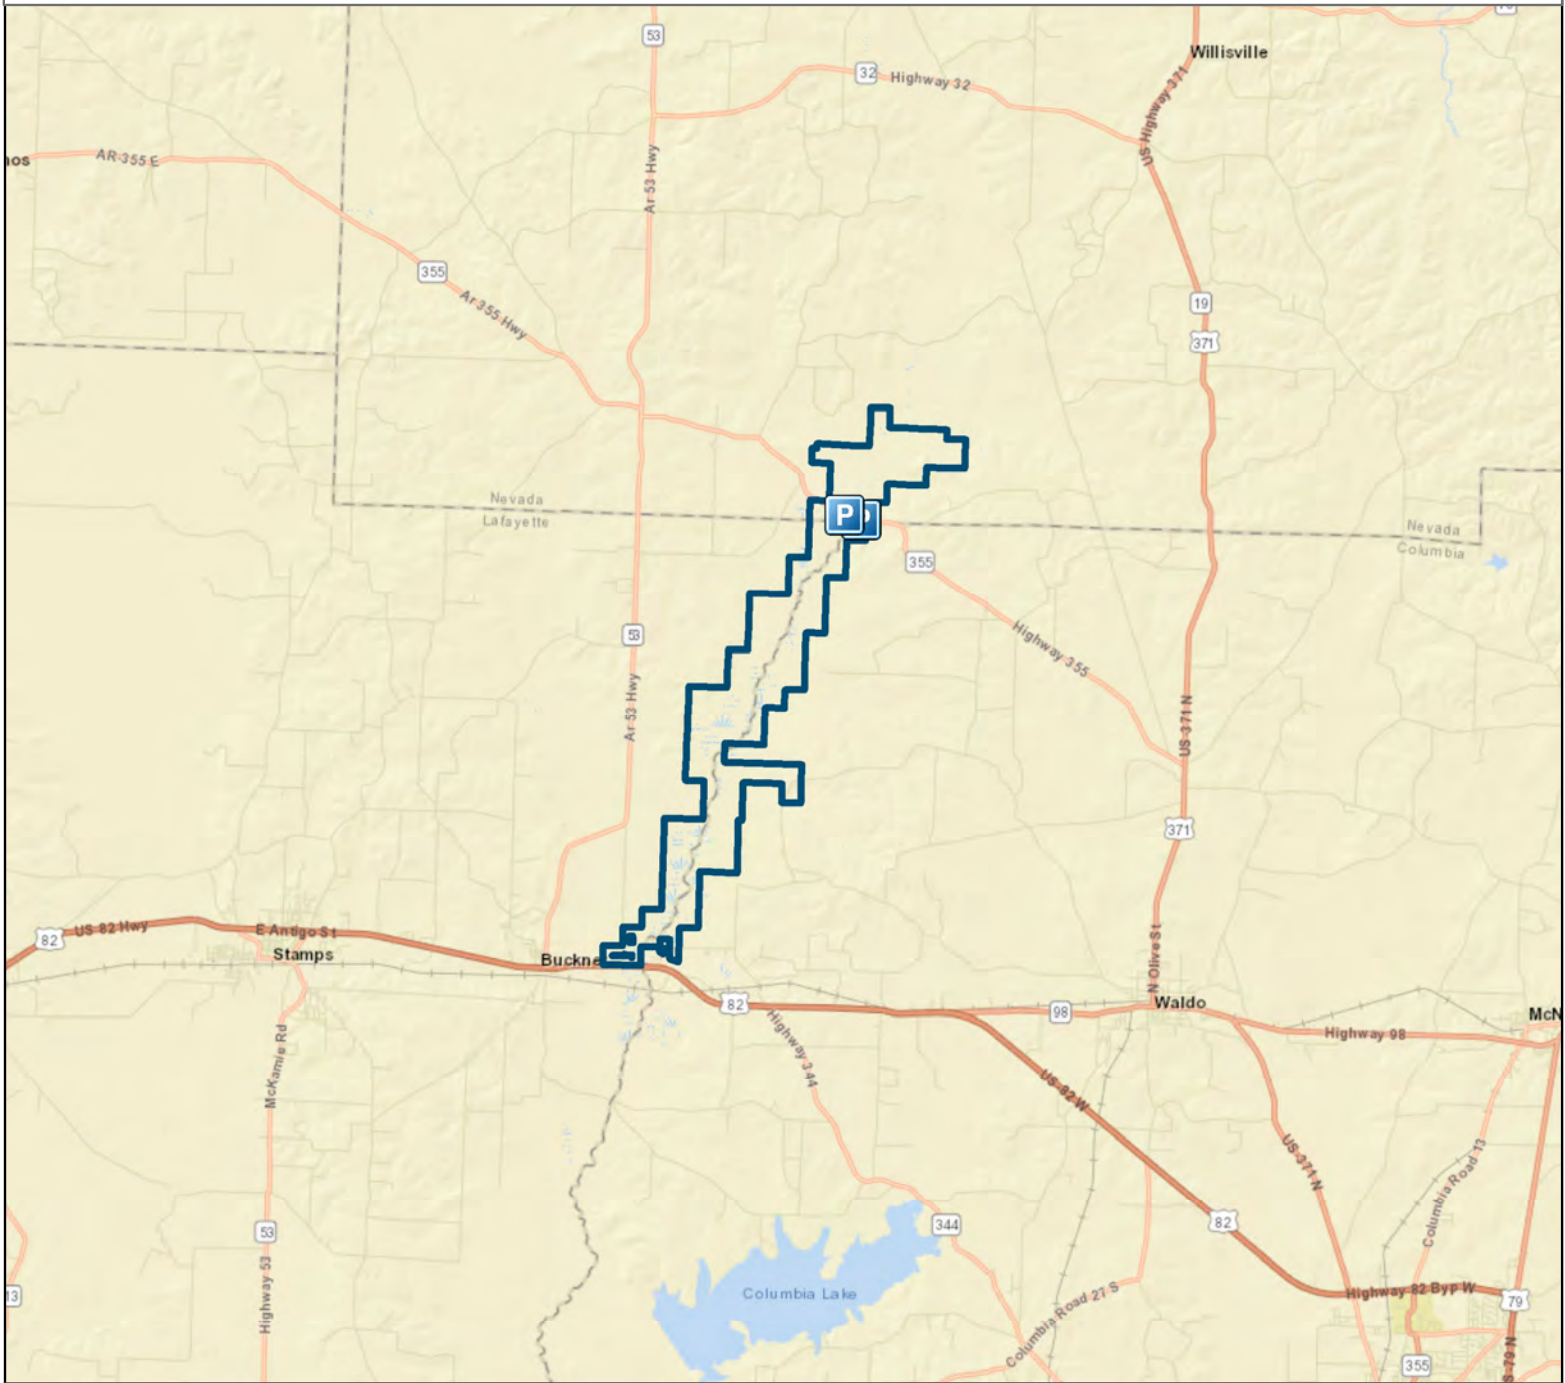 53
Willisville
32
Highway 32
US Highway 371
nos
AR 355 E
Ar 53 Hwy
355
Ar 355 Hwy
19
371
Nevada
Lafayette
P
Nevada
Columbia
355
53
Highway 355
Ar 53 Hwy
US 371 N
371
82
US 82 Hwy
E Antigo St
Stamps
Buckne
N Olive St
82
98
Waldo
McN
Highway 98
Highway 344
McKamie Rd
US 82 W
US 371 N
Columbia Road 13
53
344
82
Columbia Lake
13
Highway 53
Columbia Road 27 S
Highway 82 Byp W
79
355
S 79 N